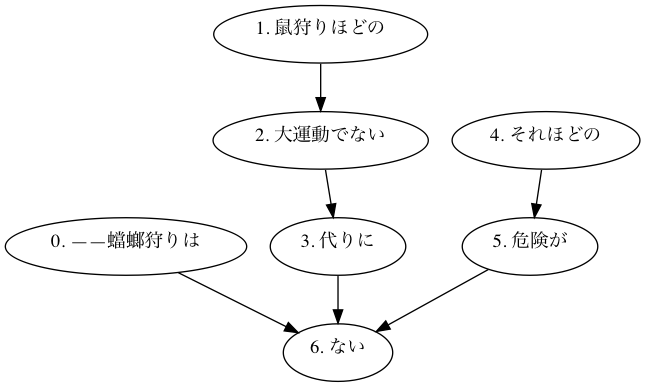 1. 鼠狩りほどの
2. 大運動でない
4. それほどの
0. ——蟷螂狩りは
3. 代りに
5. 危険が
6. ない